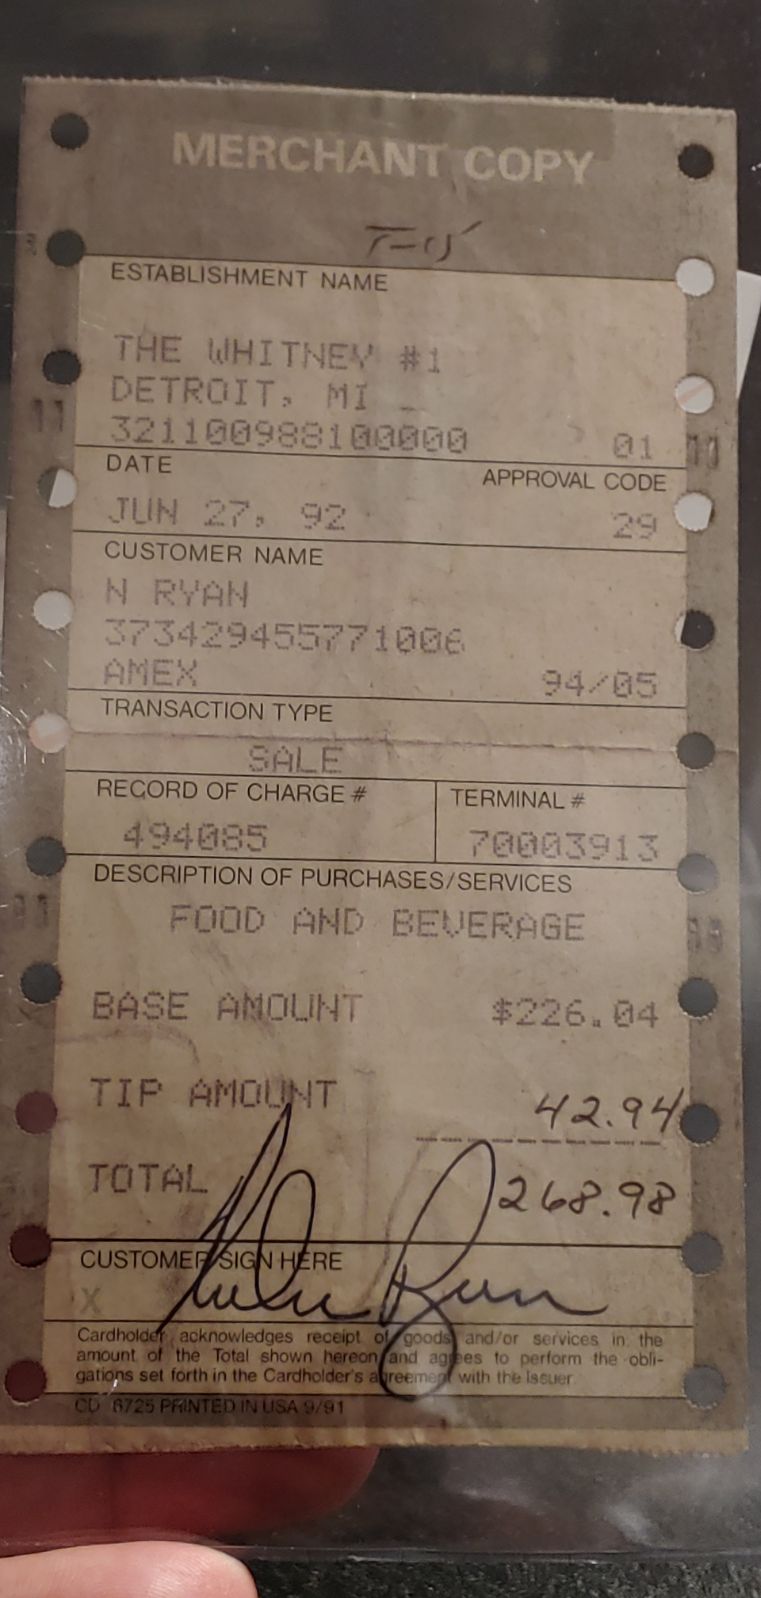 MERCHANT COPY
T-15
ESTABLISHMENT NAME
THE WHITNEY #1
DETROIT, MI
321100988100000 01
DATE APPROVAL CODE
JUN 27, 92 29
CUSTOMER NAME
N RYAN
373429455771006
AMEX 94/05
TRANSACTION TYPE
SALE
RECORD OF CHARGE # TERMINAL #
494085 70003913
DESCRIPTION OF PURCHASES/SERVICES
FOOD AND BEVERAGE
BASE AMOUNT $226.04
TIP AMOUNT 42.94
TOTAL 268.98
CUSTOMER SIGN HERE
X Nolan Ryan
Cardholder acknowledges receipt of goods and/or services in the
amount of the Total shown hereon and agrees to perform the obli-
gations set forth in the Cardholder's agreement with the Issuer
CD 6725 PRINTED IN USA 9/91